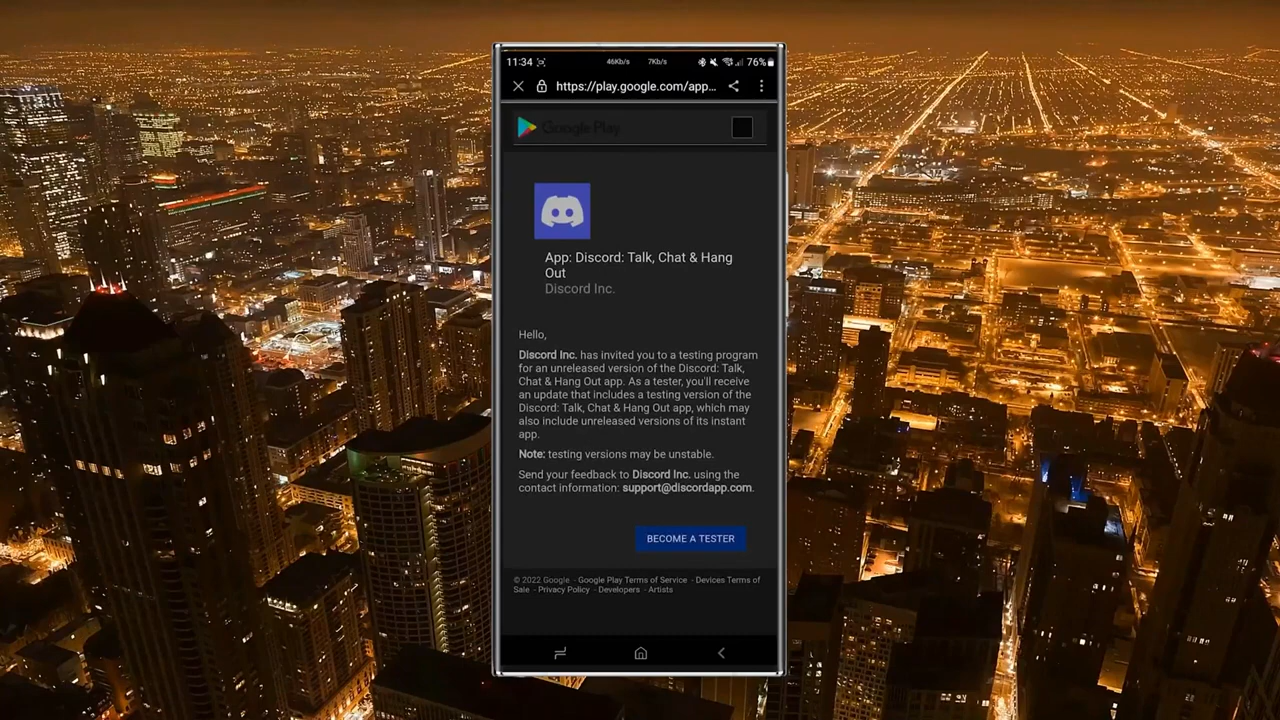 11:34 46Kb/s 7Kb/s 76%
https://play.google.com/app...
Google Play
App: Discord: Talk, Chat & Hang
Out
Discord Inc.
Hello,
Discord Inc. has invited you to a testing program
for an unreleased version of the Discord: Talk,
Chat & Hang Out app. As a tester, you'll receive
an update that includes a testing version of the
Discord: Talk, Chat & Hang Out app, which may
also include unreleased versions of its instant
app.
Note: testing versions may be unstable.
Send your feedback to Discord Inc. using the
contact information: support@discordapp.com.
BECOME A TESTER
© 2022 Google - Google Play Terms of Service - Devices Terms of
Sale - Privacy Policy - Developers - Artists